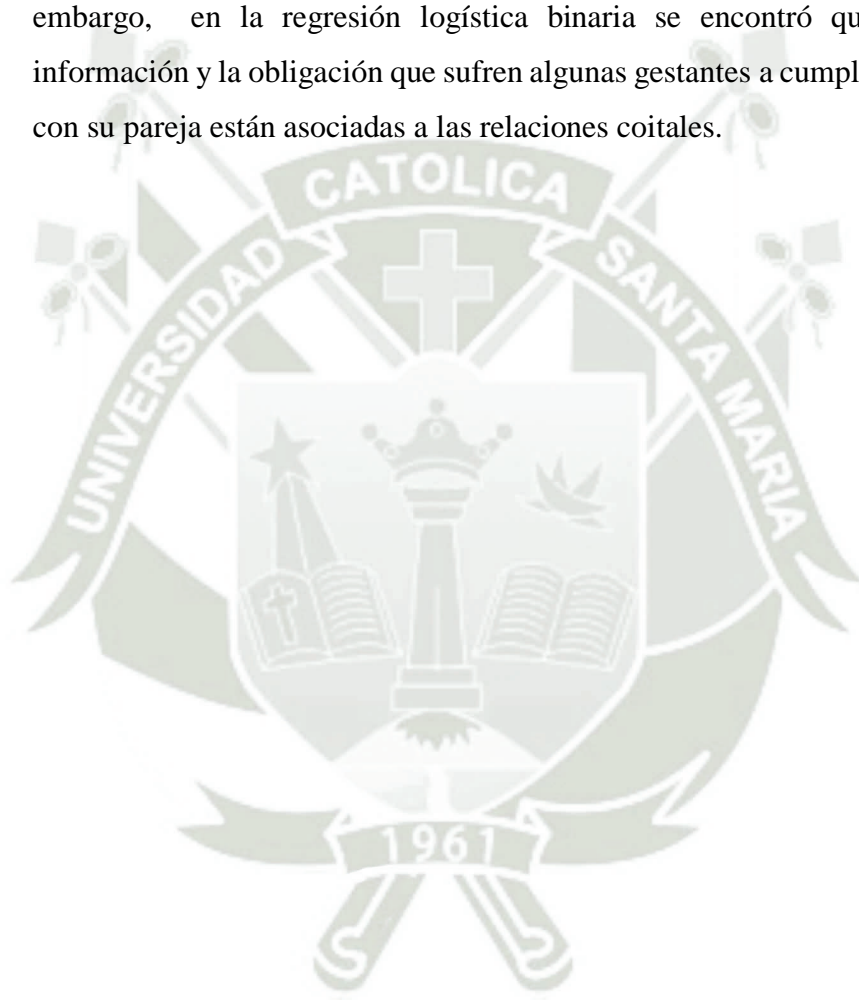 embargo, en la regresión logística binaria se encontró qu
información y la obligación que sufren algunas gestantes a cumpl
con su pareja están asociadas a las relaciones coitales.
UNIVERSIDAD CATOLICA SANTA MARIA
1961